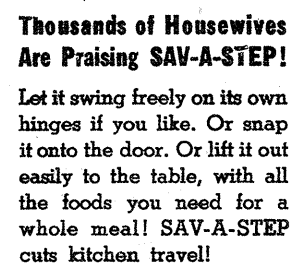 Thousands of Housewives
Are Praising SAV-A-STEP!
Let it swing freely on its own
hinges if you like. Or snap
it onto the door. Or lift it out
easily to the table, with all
the foods you need for a
whole meal! SAV-A-STEP
cuts kitchen travel!